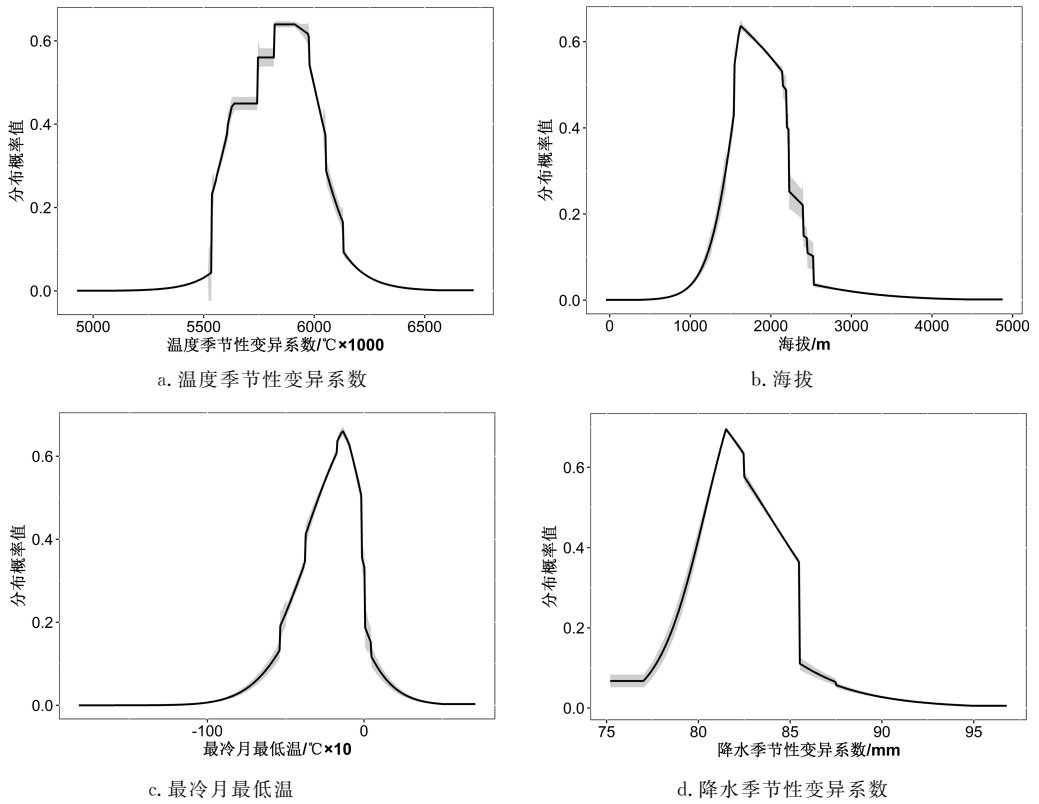 0.6
0.4
0.2
0.0
分布概率值
5000 5500 6000 6500
温度季节性变异系数/℃×1000
a.温度季节性变异系数
0.6
0.4
0.2
0.0
分布概率值
0 1000 2000 3000 4000 5000
海拔/m
b.海拔
0.6
0.4
0.2
0.0
分布概率值
-100 0
最冷月最低温/℃×10
c.最冷月最低温
0.6
0.4
0.2
0.0
分布概率值
75 80 85 90 95
降水季节性变异系数/mm
d.降水季节性变异系数